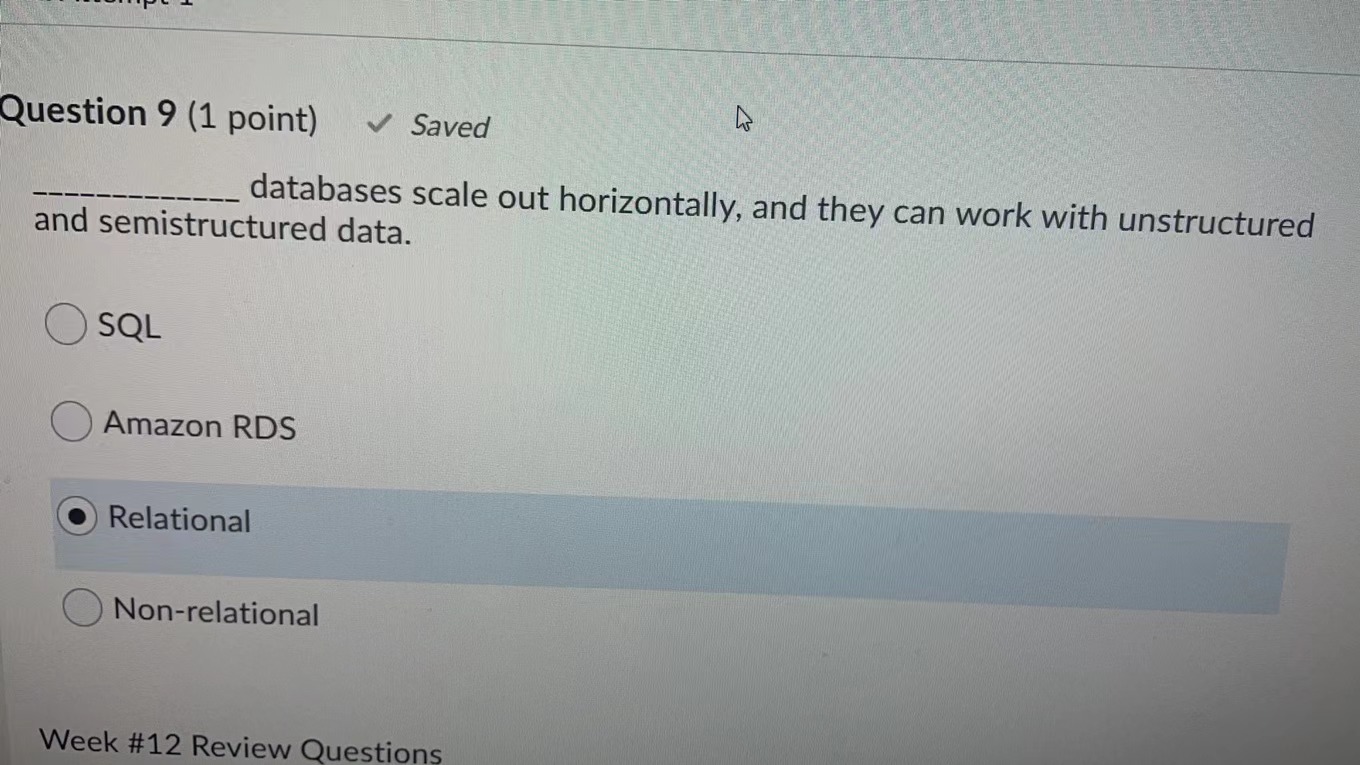 Question 9 (1 point) ✓ Saved
_____________ databases scale out horizontally, and they can work with unstructured
and semistructured data.
SQL
Amazon RDS
Relational
Non-relational
Week #12 Review Questions